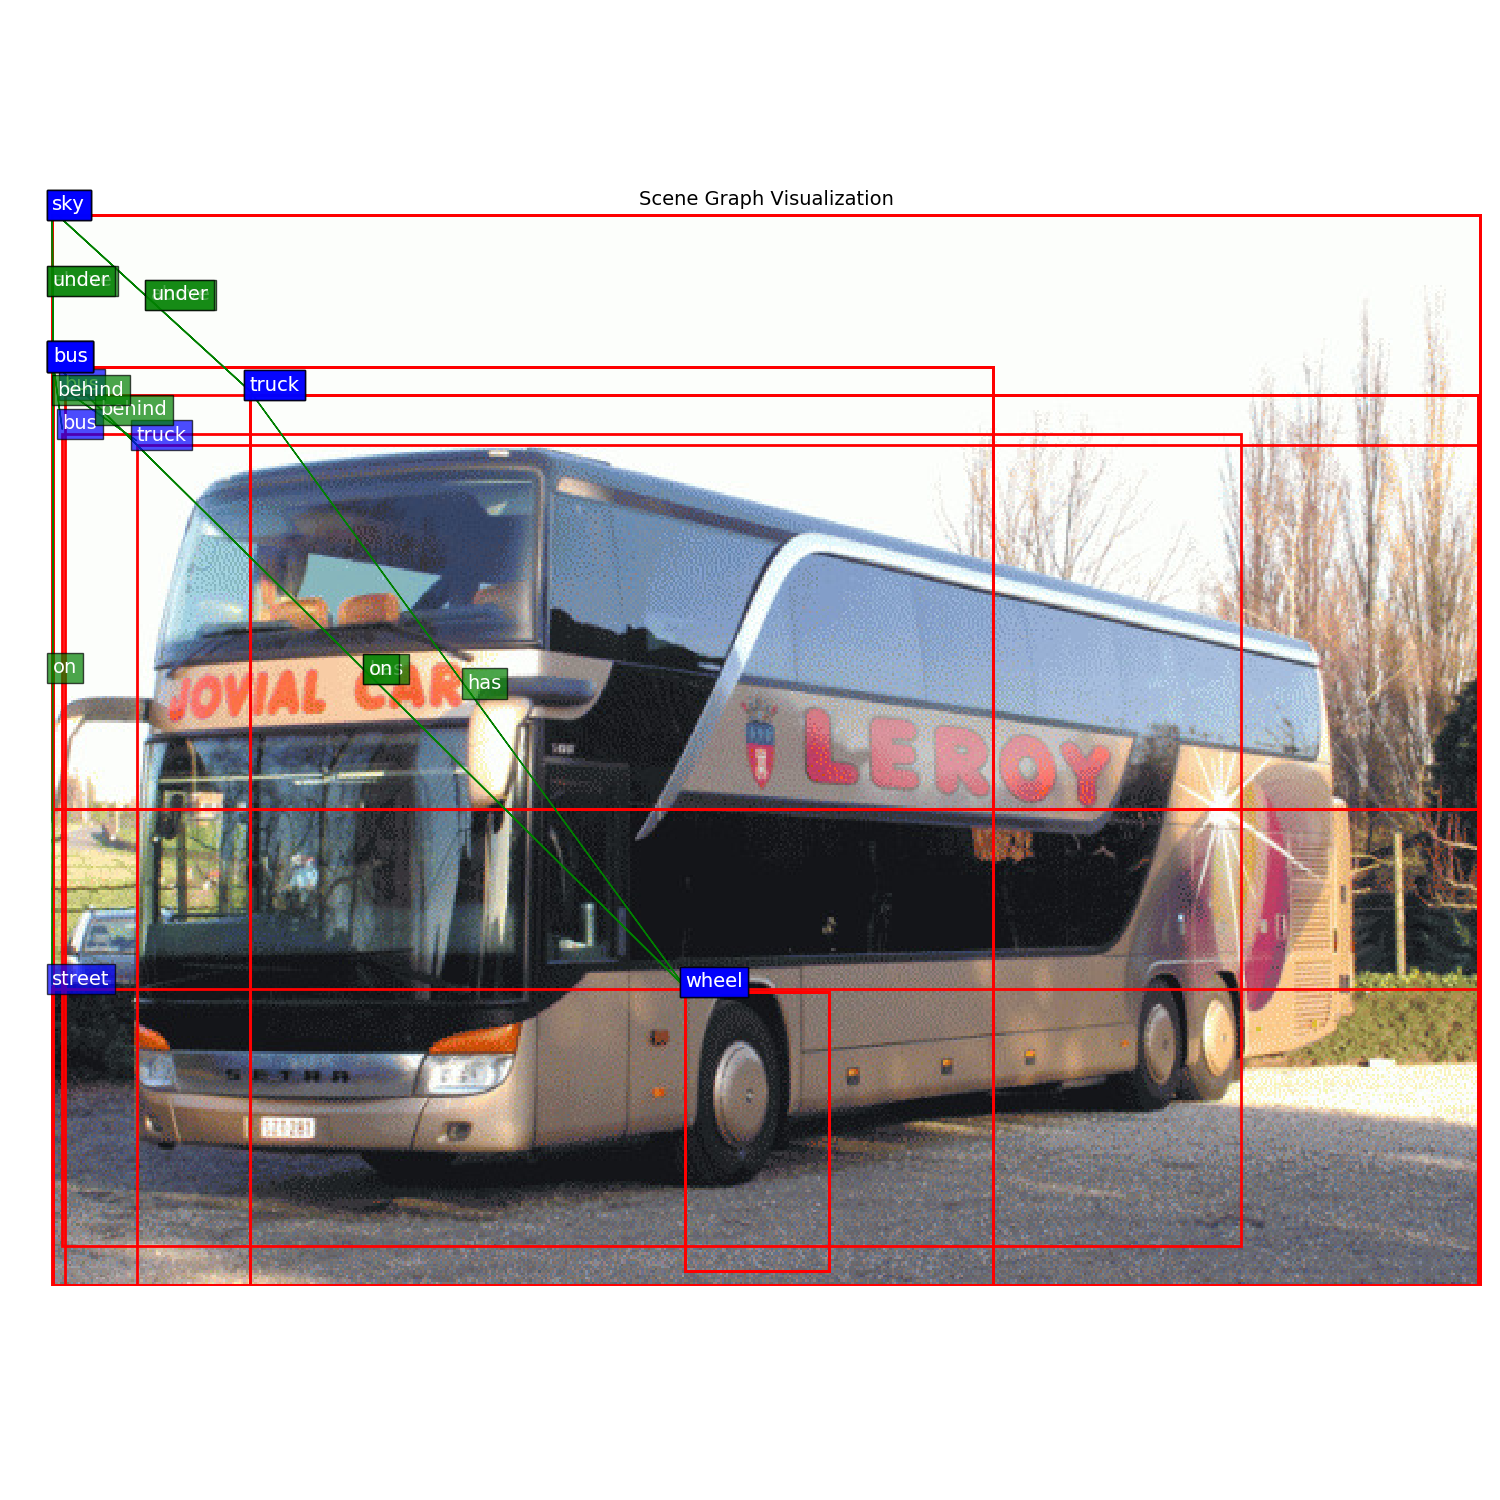 Scene Graph Visualization
sky
under
under
bus
truck
behind
behind
bus
truck
on
on
has
JOVIAL CAR
LEROY
street
wheel
SETRA